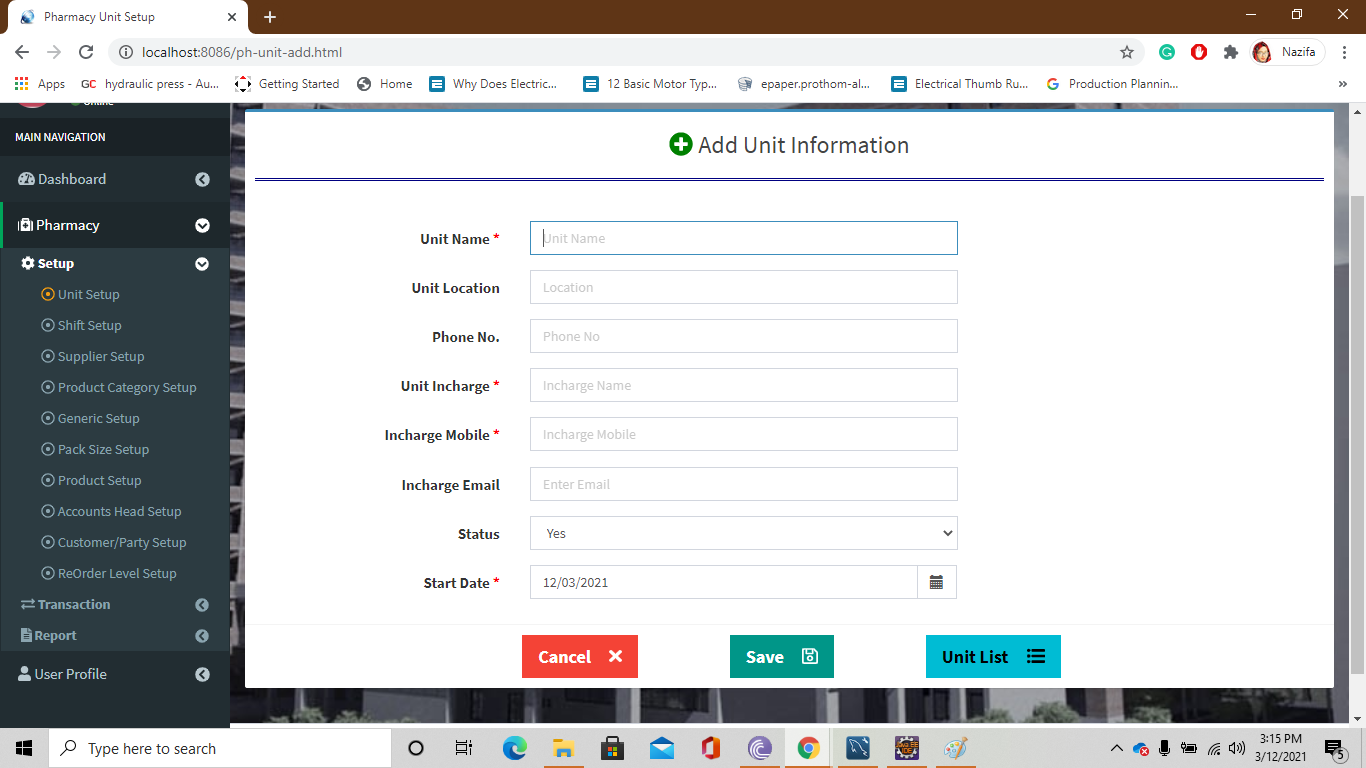 Pharmacy Unit Setup
localhost:8086/ph-unit-add.html
Nazifa
Apps
GC hydraulic press - Au...
Getting Started
Home
Why Does Electric...
12 Basic Motor Typ...
epaper.prothom-al...
Electrical Thumb Ru...
Production Plannin...
»
Online
MAIN NAVIGATION
Dashboard
Pharmacy
Setup
Unit Setup
Shift Setup
Supplier Setup
Product Category Setup
Generic Setup
Pack Size Setup
Product Setup
Accounts Head Setup
Customer/Party Setup
ReOrder Level Setup
Transaction
Report
User Profile
Add Unit Information
Unit Name * Unit Name
Unit Location Location
Phone No. Phone No
Unit Incharge * Incharge Name
Incharge Mobile * Incharge Mobile
Incharge Email Enter Email
Status Yes
Start Date * 12/03/2021
Cancel
Save
Unit List
Type here to search
3:15 PM
3/12/2021
5